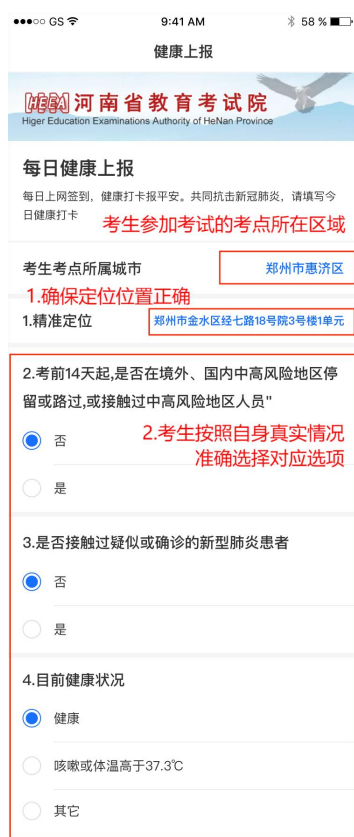 GS 9:41 AM 58 %
健康上报
HEEA 河南省教育考试院
Higer Education Examinations Authority of HeNan Province
每日健康上报
每日上网签到，健康打卡报平安。共同抗击新冠肺炎，请填写今
日健康打卡
考生参加考试的考点所在区域
考生考点所属城市 郑州市惠济区
1.确保定位位置正确
1.精准定位 郑州市金水区经七路18号院3号楼1单元
2.考前14天起,是否在境外、国内中高风险地区停
留或路过,或接触过中高风险地区人员"
否
2.考生按照自身真实情况
准确选择对应选项
是
3.是否接触过疑似或确诊的新型肺炎患者
否
是
4.目前健康状况
健康
咳嗽或体温高于37.3℃
其它